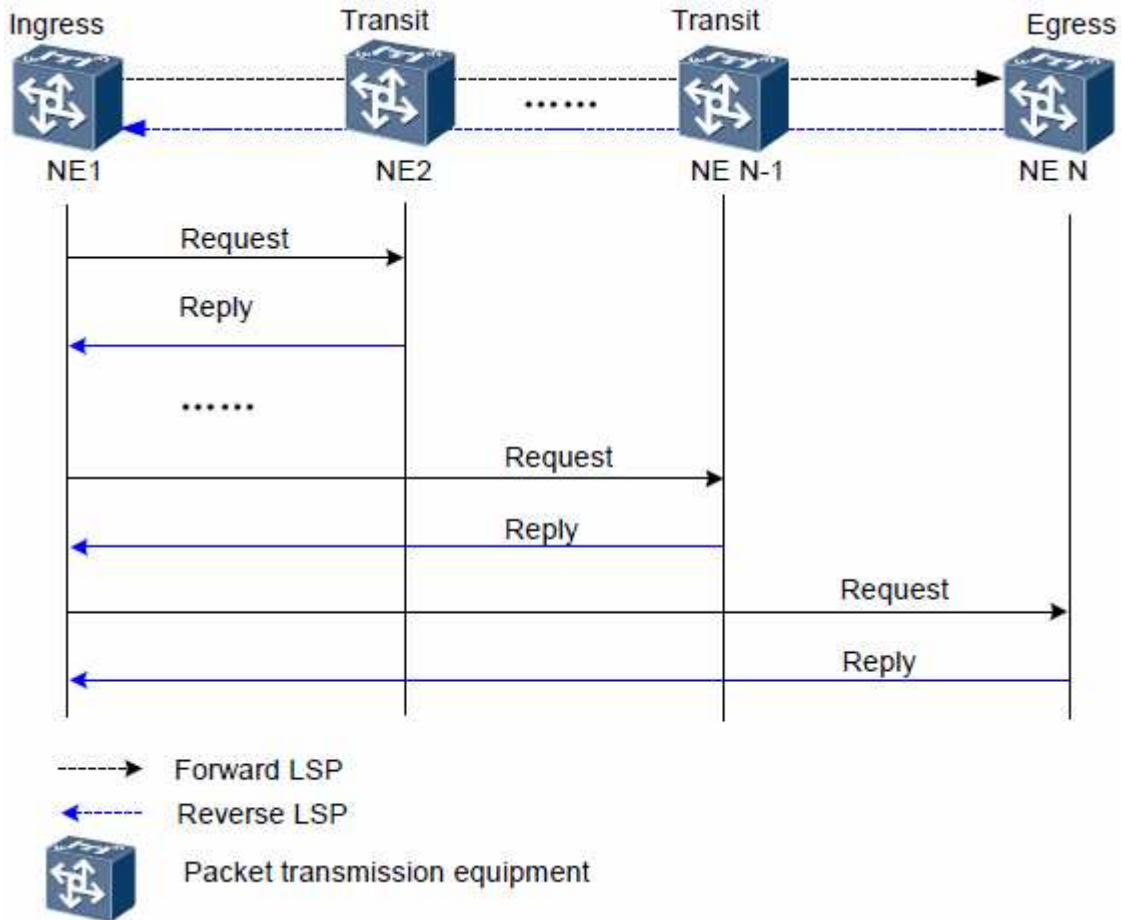 Ingress Transit Transit Egress
......
NE1 NE2 NE N-1 NE N
Request
Reply
......
Request
Reply
Request
Reply
Forward LSP
Reverse LSP
Packet transmission equipment